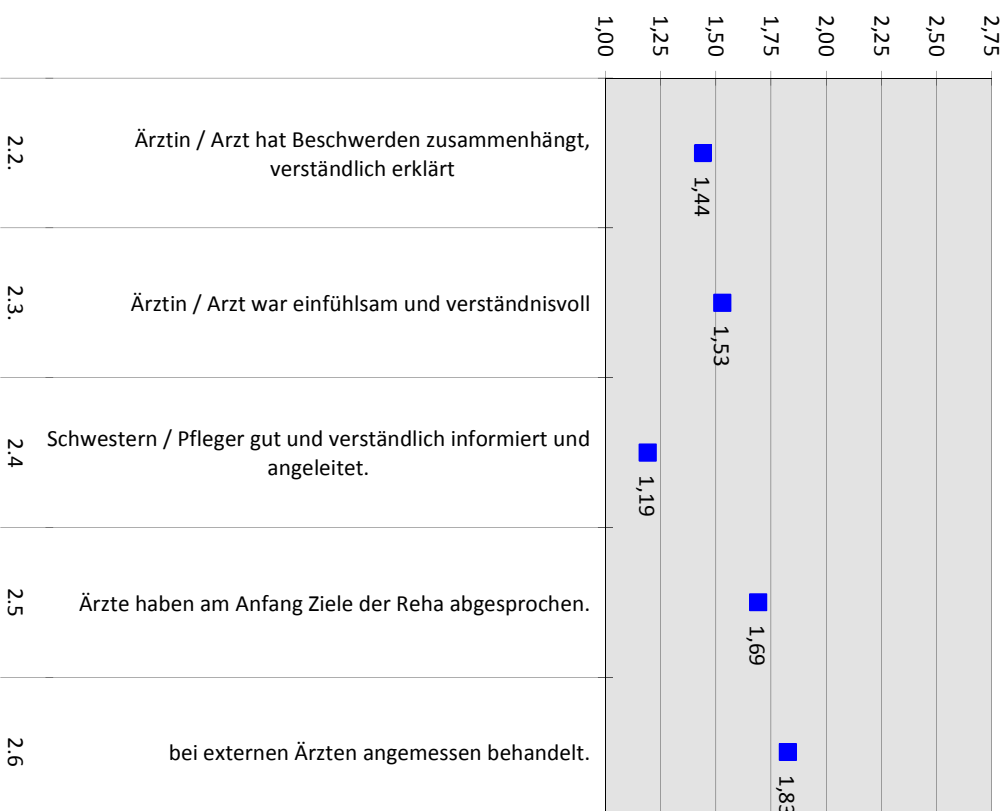 1,00
1,25
1,50
1,75
2,00
2,25
2,50
2,75
2.2.
Ärztin / Arzt hat Beschwerden zusammenhängt,
verständlich erklärt
1,44
2.3.
Ärztin / Arzt war einfühlsam und verständnisvoll
1,53
2.4
Schwestern / Pfleger gut und verständlich informiert und
angeleitet.
1,19
2.5
Ärzte haben am Anfang Ziele der Reha abgesprochen.
1,69
2.6
bei externen Ärzten angemessen behandelt.
1,83